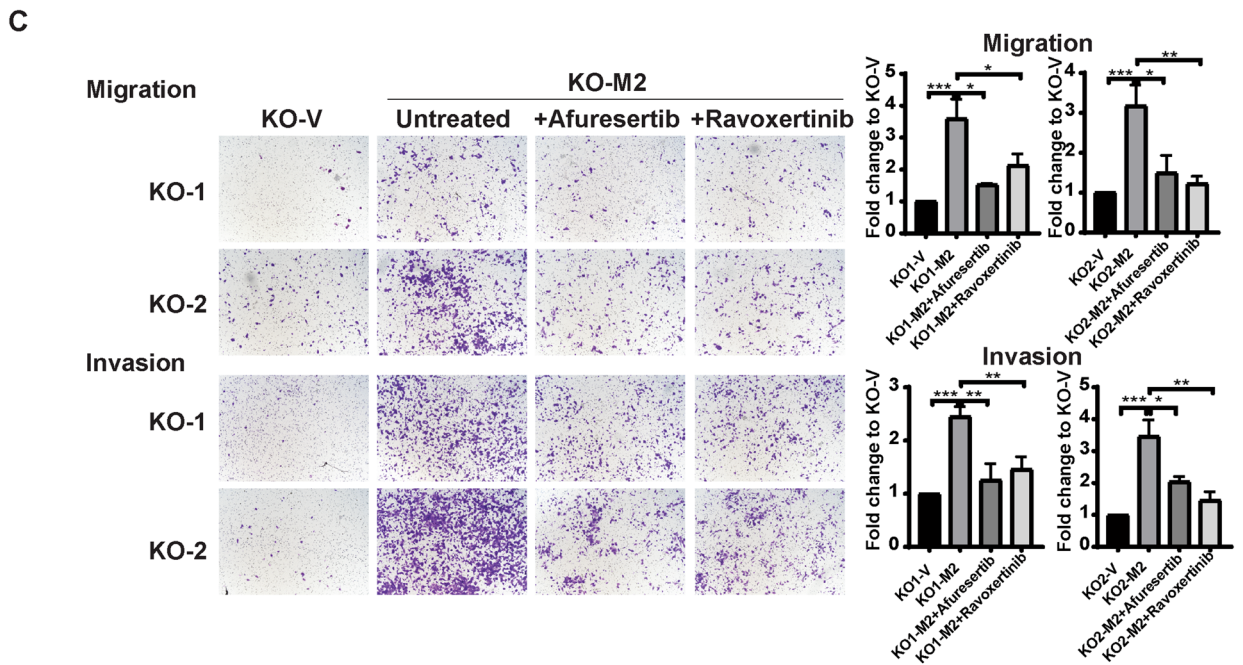 C
Migration
KO-M2
KO-V
Untreated
+Afuresertib
+Ravoxertinib
KO-1
KO-2
Invasion
KO-1
KO-2
Migration
Fold change to KO-V
5
4
3
2
1
0
*** *
*
KO1-V
KO1-M2
KO1-M2+Afuresertib
KO1-M2+Ravoxertinib
4
3
2
1
0
*** *
**
KO2-V
KO2-M2
KO2-M2+Afuresertib
KO2-M2+Ravoxertinib
Fold change to KO-V
Invasion
Fold change to KO-V
3
2
1
0
*** **
**
KO1-V
KO1-M2
KO1-M2+Afuresertib
KO1-M2+Ravoxertinib
Fold change to KO-V
5
4
3
2
1
0
*** *
**
KO2-V
KO2-M2
KO2-M2+Afuresertib
KO2-M2+Ravoxertinib